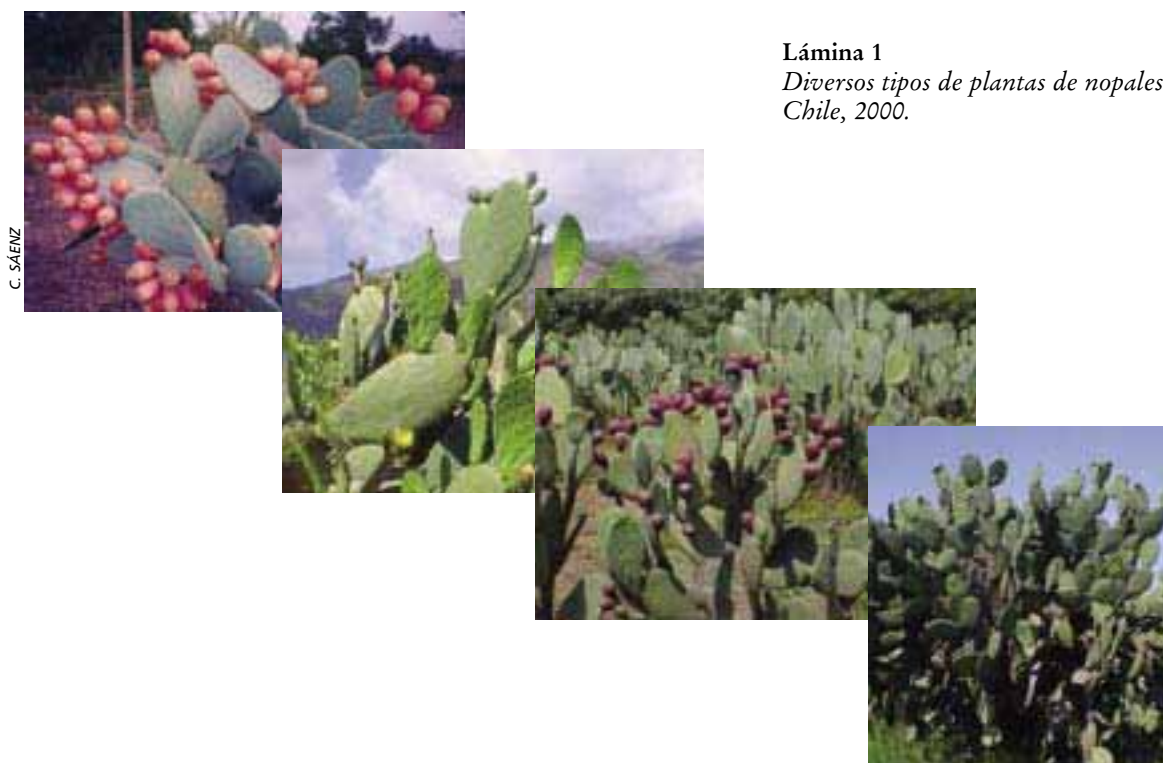 Lámina 1
Diversos tipos de plantas de nopales
Chile, 2000.
C. SÁENZ